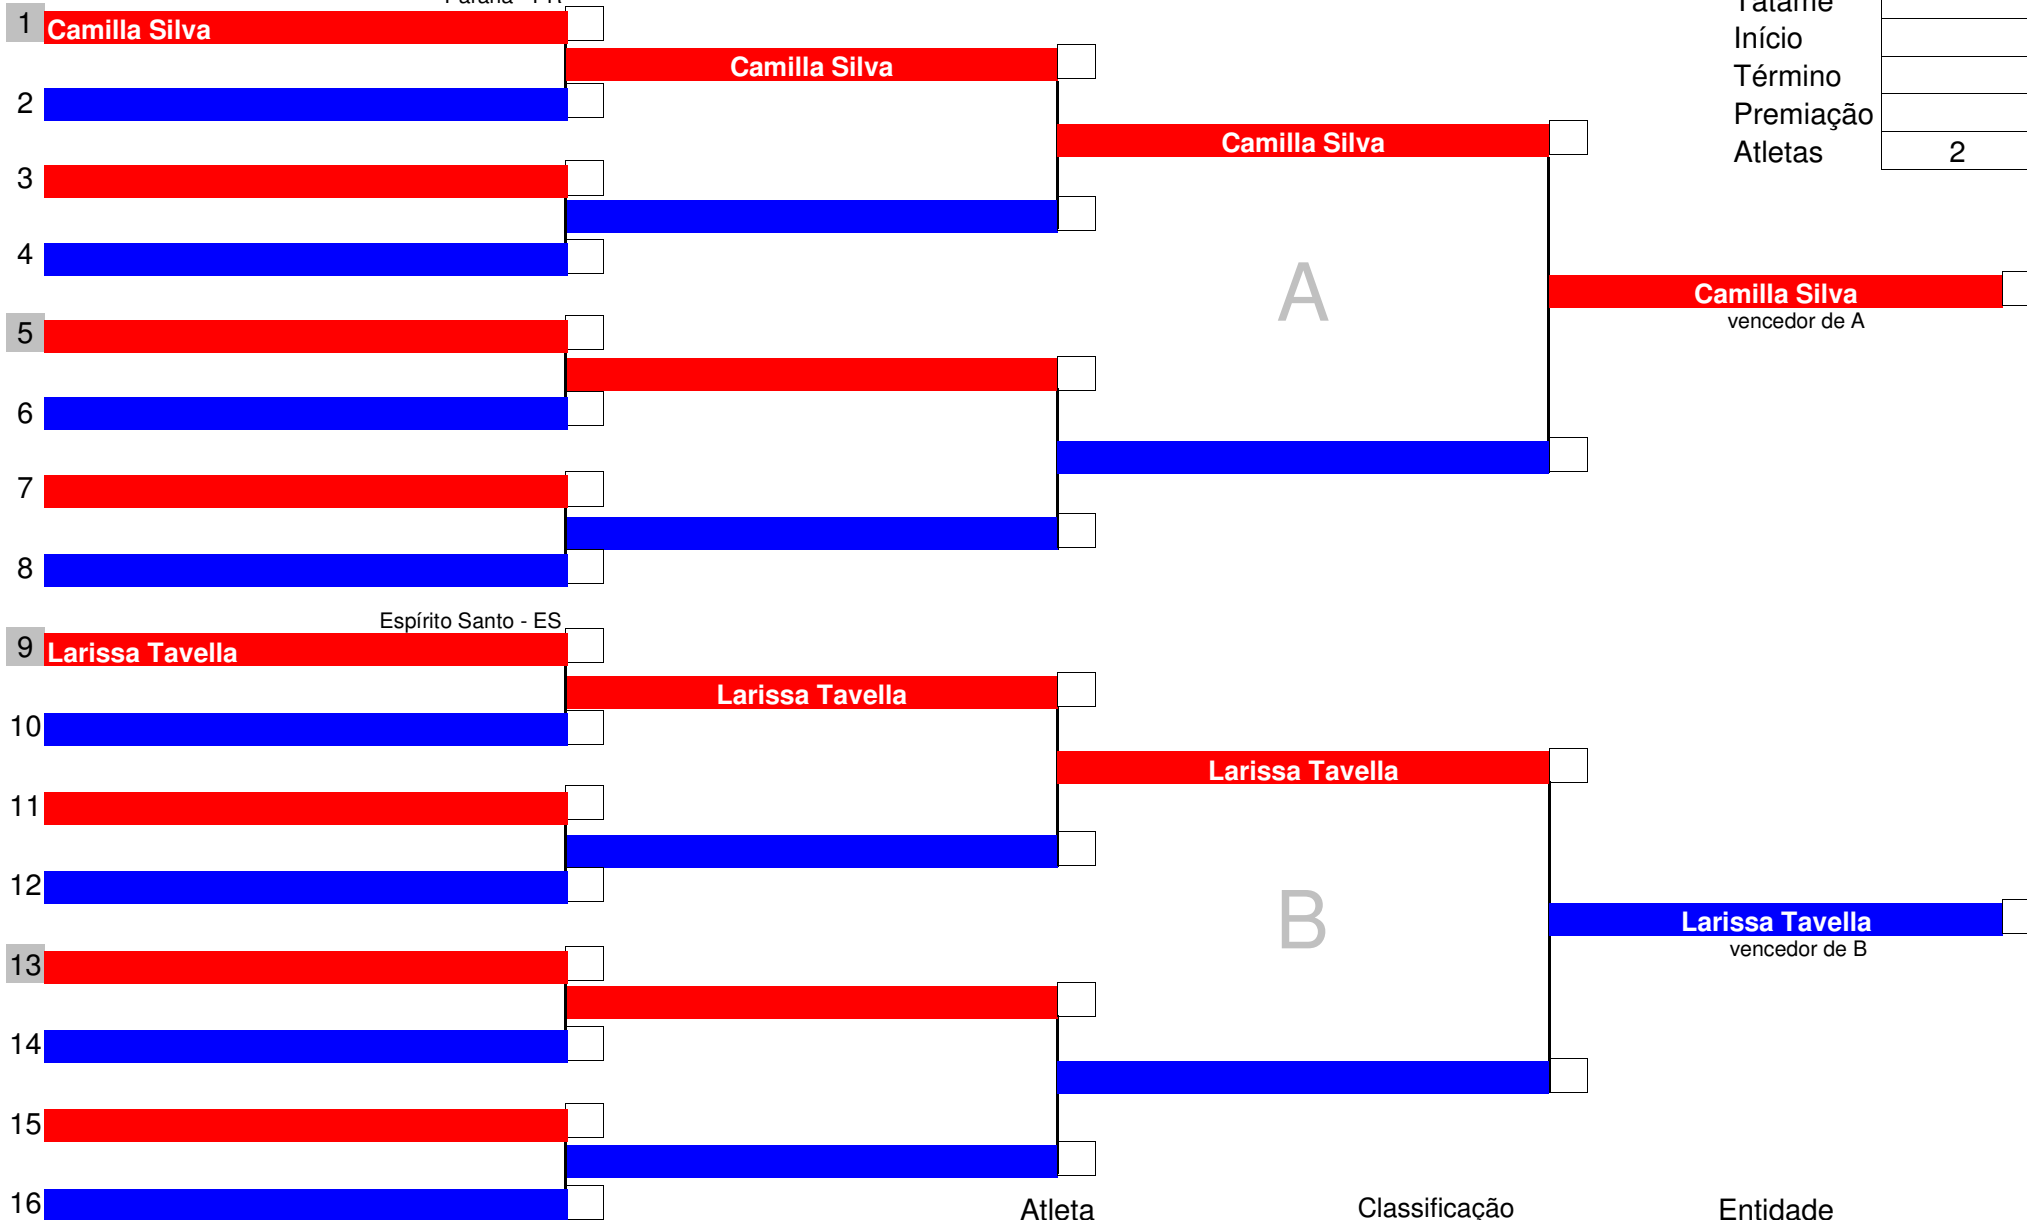 1 Camilla Silva
Camilla Silva
2
Camilla Silva
3
4
A
Camilla Silva
vencedor de A
5
6
7
8
Espírito Santo - ES
9 Larissa Tavella
Larissa Tavella
10
Larissa Tavella
11
12
B
Larissa Tavella
vencedor de B
13
14
15
16
Tatame
Início
Término
Premiação
Atletas 2
Atleta Classificação Entidade